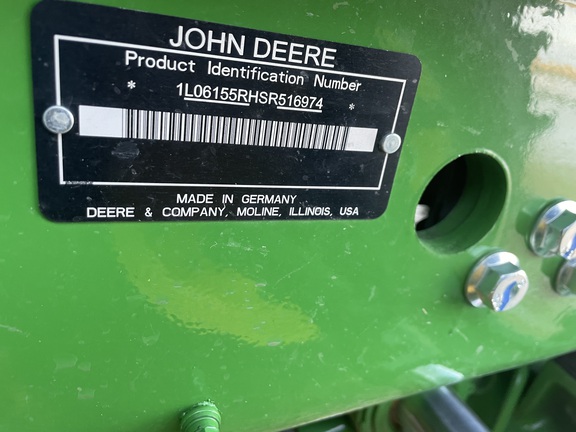 JOHN DEERE
Product Identification Number
* 1L06155RHSR516974 *
MADE IN GERMANY
DEERE & COMPANY, MOLINE, ILLINOIS, USA